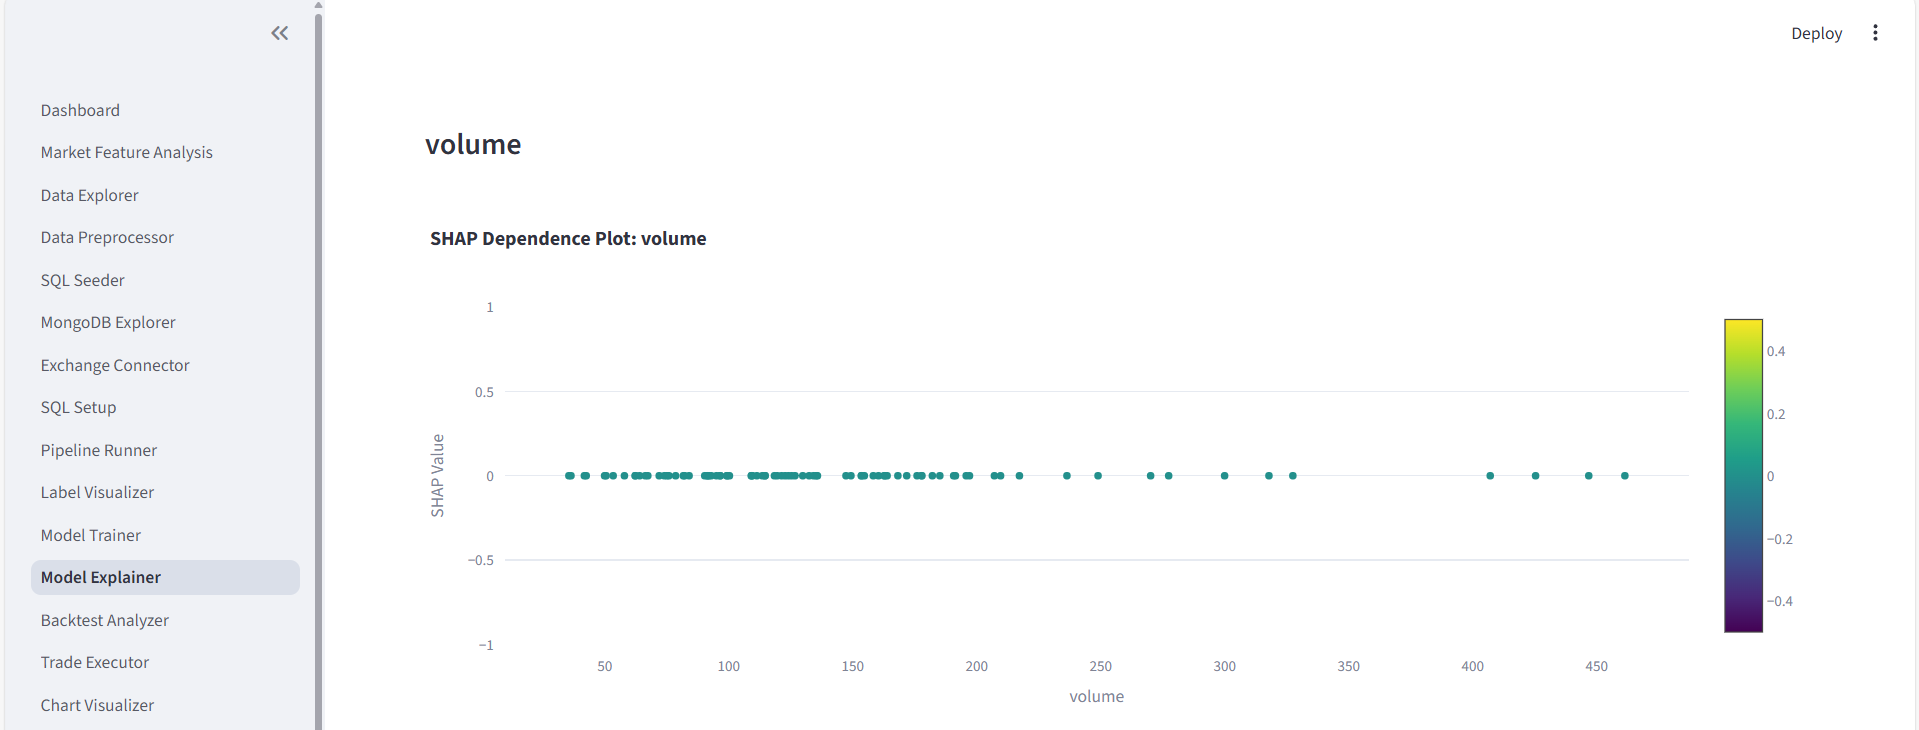 Deploy
Dashboard
Market Feature Analysis
Data Explorer
Data Preprocessor
SQL Seeder
MongoDB Explorer
Exchange Connector
SQL Setup
Pipeline Runner
Label Visualizer
Model Trainer
Model Explainer
Backtest Analyzer
Trade Executor
Chart Visualizer
volume
SHAP Dependence Plot: volume
SHAP Value
1
0.5
0
−0.5
−1
50 100 150 200 250 300 350 400 450
volume
0.4
0.2
0
−0.2
−0.4